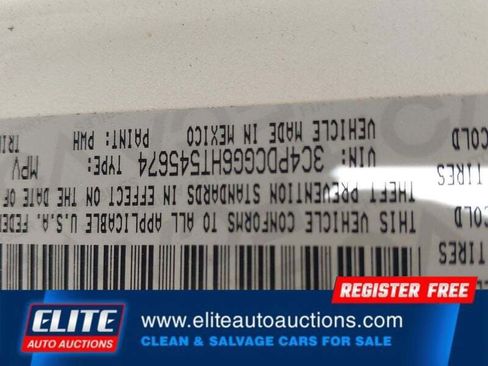 THIS VEHICLE CONFORMS TO ALL APPLICABLE U.S.A. FEDER
THEFT PREVENTION STANDARDS IN EFFECT ON THE DATE OF
VIN: 3C4PDCGG6HT545674 TYPE: MPV
VEHICLE MADE IN MEXICO PAINT: PWH TRIM
COLD
TIRES
COLD
TIRES
REGISTER FREE
ELITE
AUTO AUCTIONS
www.eliteautoauctions.com
CLEAN & SALVAGE CARS FOR SALE